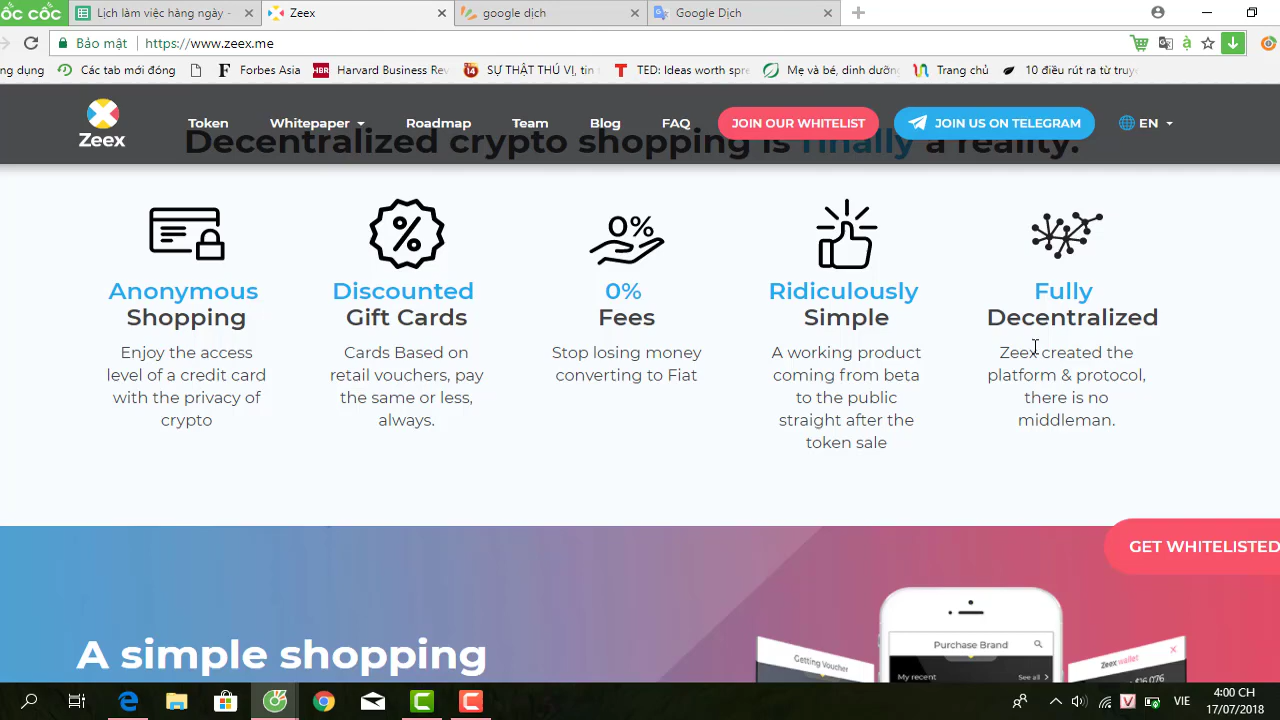 ốc cốc
Lịch làm việc hàng ngày -
Zeex
google dịch
Google Dịch
Bảo mật
https://www.zeex.me
ng dụng
Các tab mới đóng
Forbes Asia
HBR
Harvard Business Rev
14
SỰ THẬT THÚ VỊ, tin t
TED: Ideas worth spre
Mẹ và bé, dinh dưỡng
Trang chủ
10 điều rút ra từ truyệ
Zeex
Token
Whitepaper
Roadmap
Team
Blog
FAQ
JOIN OUR WHITELIST
JOIN US ON TELEGRAM
EN
Decentralized crypto shopping is finally a reality.
Anonymous
Shopping
Enjoy the access
level of a credit card
with the privacy of
crypto
Discounted
Gift Cards
Cards Based on
retail vouchers, pay
the same or less,
always.
0%
0%
Fees
Stop losing money
converting to Fiat
Ridiculously
Simple
A working product
coming from beta
to the public
straight after the
token sale
Fully
Decentralized
Zeex created the
platform & protocol,
there is no
middleman.
GET WHITELISTED
A simple shopping
Getting Voucher
Purchase Brand
My recent
See all
Zeex wallet
VIE
4:00 CH
17/07/2018